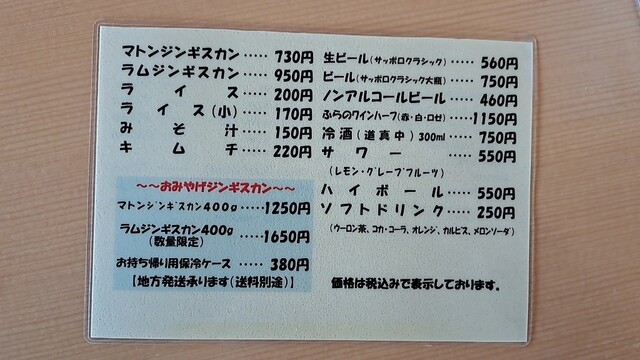 マトンジンギスカン ‥‥‥ 730円
ラムジンギスカン ‥‥‥ 950円
ライス ‥‥‥ 200円
ライス(小) ‥‥‥ 170円
みそ汁 ‥‥‥ 150円
キムチ ‥‥‥ 220円
～～おみやげジンギスカン～～
マトンジンギスカン400g ‥‥‥1250円
ラムジンギスカン400g ‥‥‥1650円
(数量限定)
お持ち帰り用保冷ケース ‥‥‥ 380円
【地方発送承ります(送料別途)】
生ビール(サッポロクラシック) ‥‥‥ 560円
ビール(サッポロクラシック大瓶) ‥‥‥ 750円
ノンアルコールビール ‥‥‥ 460円
ふらのワインハーフ(赤・白・ロゼ) ‥‥‥1150円
冷酒(道真中)300ml ‥‥‥ 750円
サワー ‥‥‥ 550円
(レモン・グレープフルーツ)
ハイボール ‥‥‥ 550円
ソフトドリンク ‥‥‥ 250円
(ウーロン茶、コカ・コーラ、オレンジ、カルピス、メロンソーダ)
価格は税込みで表示しております。